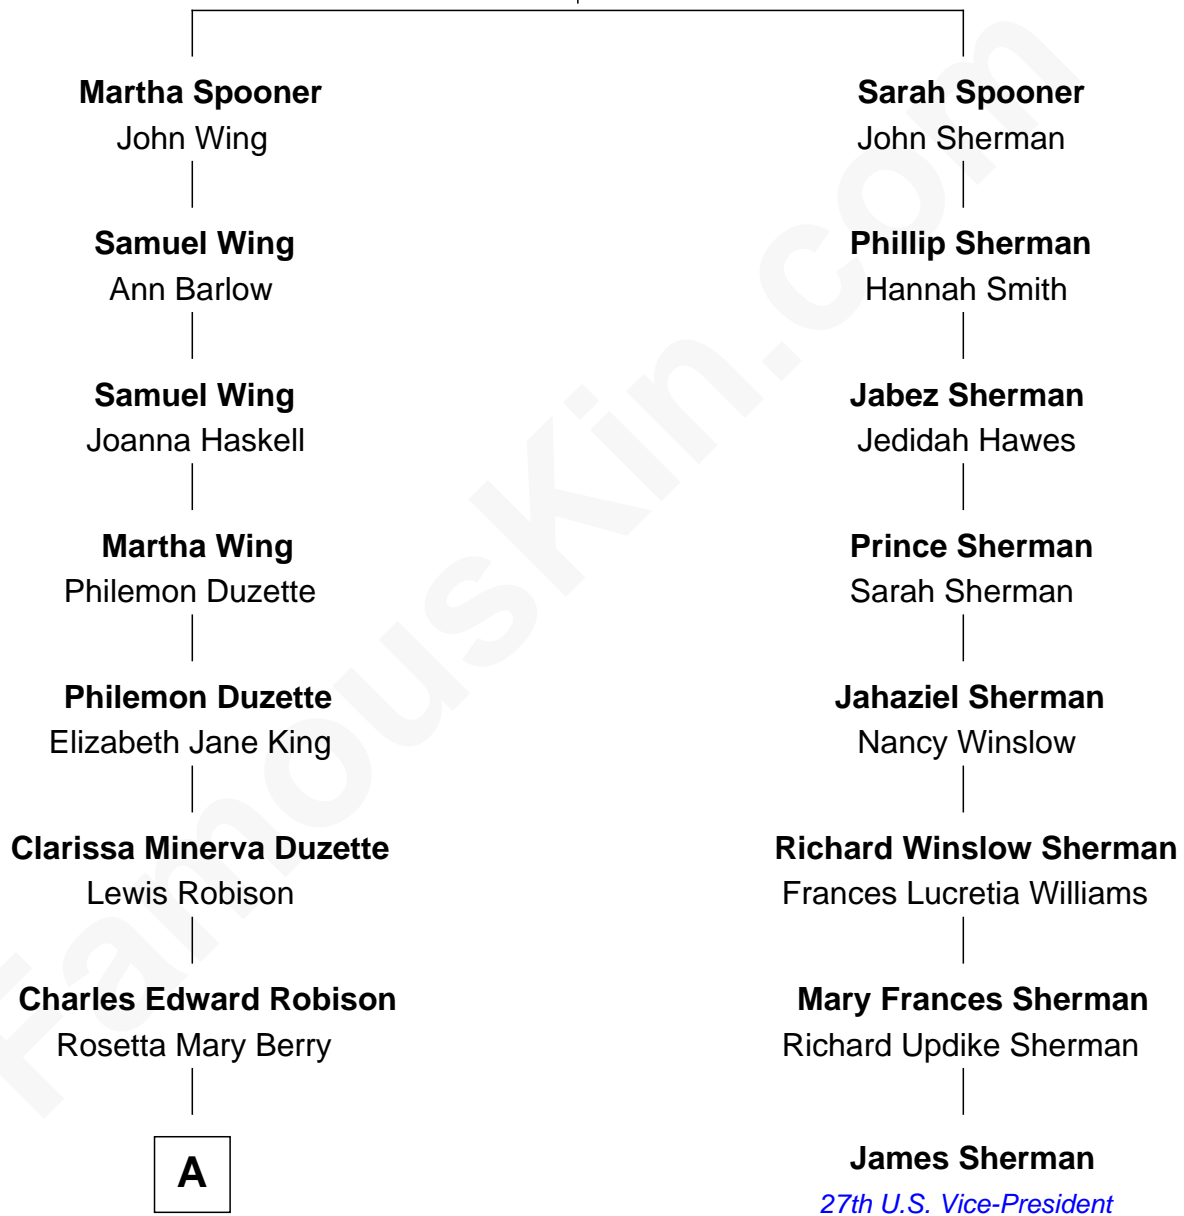 Martha Spooner
John Wing
Samuel Wing
Ann Barlow
Samuel Wing
Joanna Haskell
Martha Wing
Philemon Duzette
Philemon Duzette
Elizabeth Jane King
Clarissa Minerva Duzette
Lewis Robison
Charles Edward Robison
Rosetta Mary Berry
A
Sarah Spooner
John Sherman
Phillip Sherman
Hannah Smith
Jabez Sherman
Jedidah Hawes
Prince Sherman
Sarah Sherman
Jahaziel Sherman
Nancy Winslow
Richard Winslow Sherman
Frances Lucretia Williams
Mary Frances Sherman
Richard Updike Sherman
James Sherman
27th U.S. Vice-President
FamousKin.com